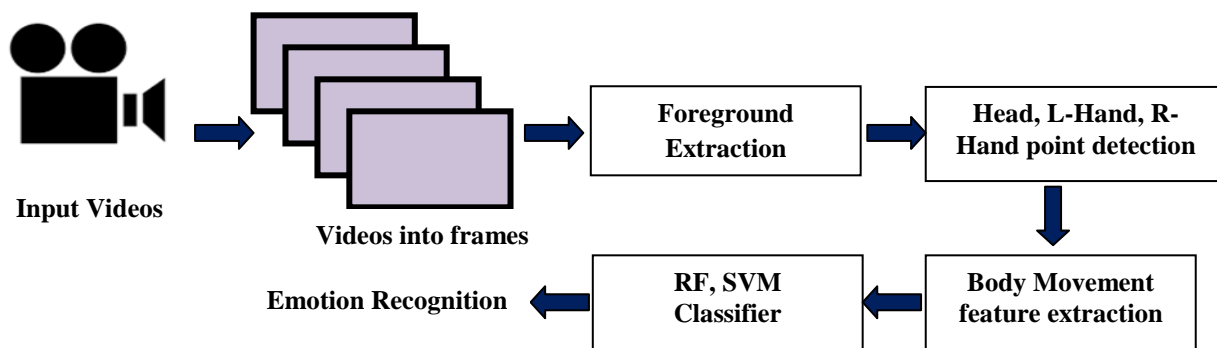 Input Videos
Videos into frames
Foreground
Extraction
Head, L-Hand, R-
Hand point detection
Body Movement
feature extraction
RF, SVM
Classifier
Emotion Recognition